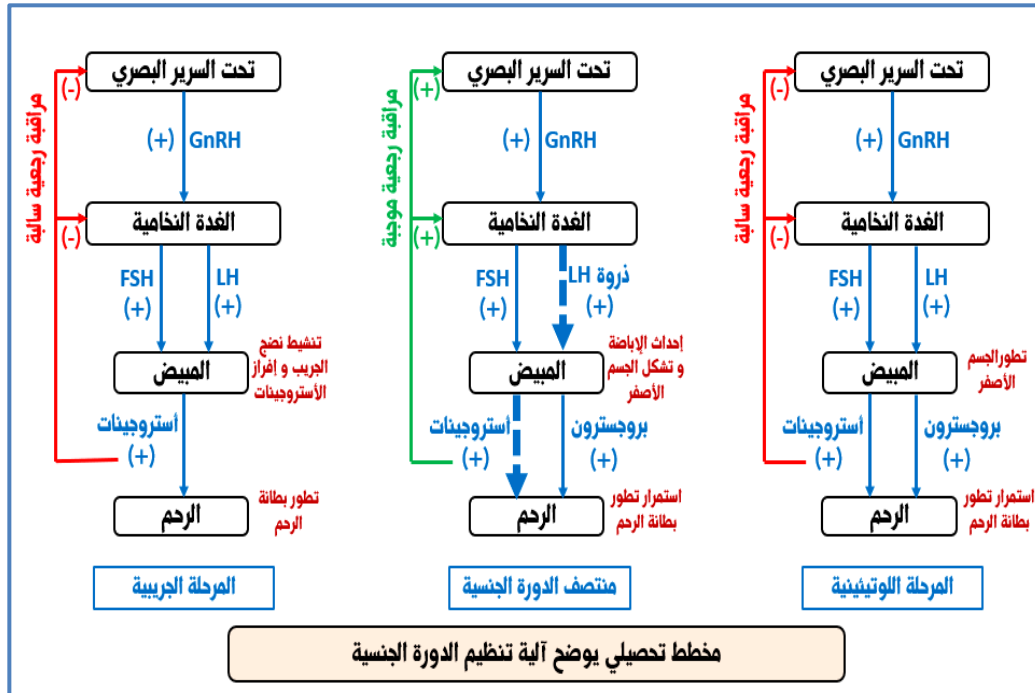 تحت السرير البصري
(-)
(+) GnRH
مراقبة رجعية سالبة
الغدة النخامية
(-)
FSH
(+)
LH
(+)
المبيض
تنشيط نضج
الجريب و إفراز
الأستروجينات
أستروجينات
(+)
الرحم
تطور بطانة
الرحم
المرحلة الجريبية
تحت السرير البصري
(+)
(+) GnRH
مراقبة رجعية موجبة
الغدة النخامية
(+)
FSH
(+)
ذروة LH
(+)
المبيض
إحداث الإباضة
و تشكل الجسم
الأصفر
أستروجينات
(+)
بروجسترون
(+)
الرحم
استمرار تطور
بطانة الرحم
منتصف الدورة الجنسية
تحت السرير البصري
(-)
(+) GnRH
مراقبة رجعية سالبة
الغدة النخامية
(-)
FSH
(+)
LH
(+)
المبيض
تطورالجسم
الأصفر
أستروجينات
(+)
بروجسترون
(+)
الرحم
استمرار تطور
بطانة الرحم
المرحلة اللوتيئينية
مخطط تحصيلي يوضح آلية تنظيم الدورة الجنسية